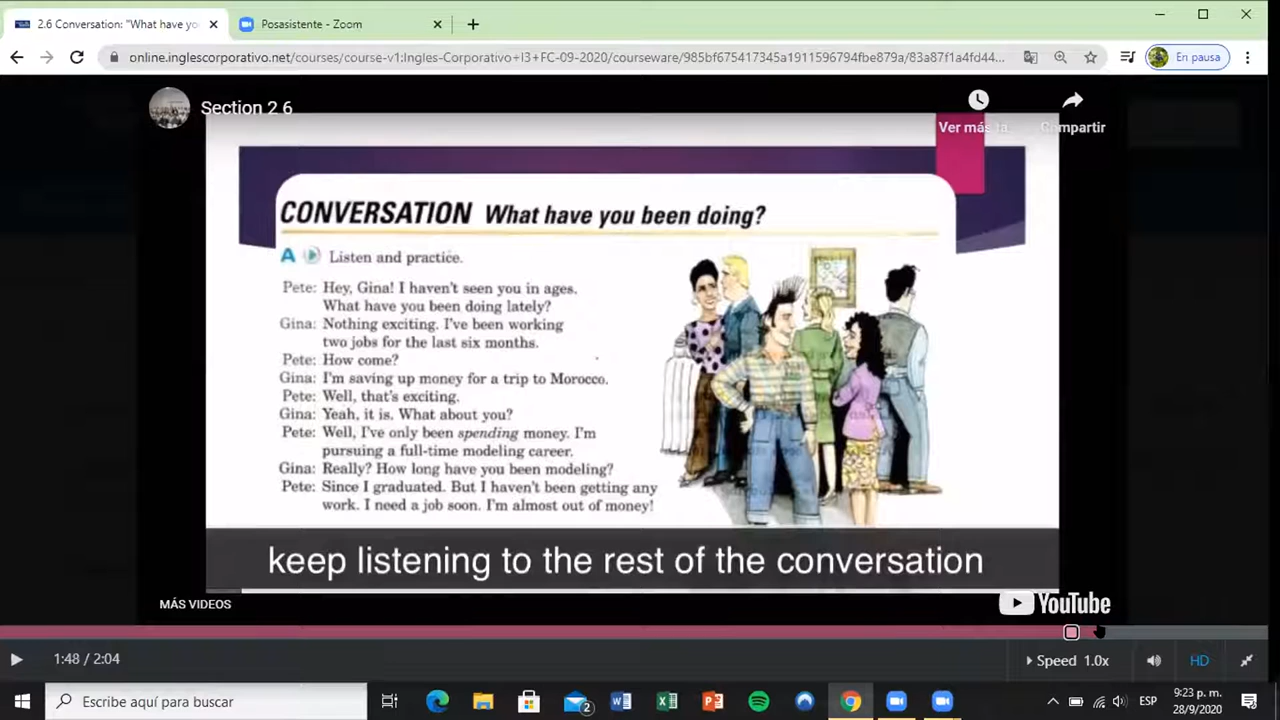 2.6 Conversation: "What have yo
Posasistente - Zoom
online.inglescorporativo.net/courses/course-v1:Ingles-Corporativo+I3+FC-09-2020/courseware/985bf675417345a1911596794fbe879a/83a87f1a4fd44...
En pausa
Section 2 6
Ver más ta
Compartir
CONVERSATION What have you been doing?
A Listen and practice.
Pete: Hey, Gina! I haven't seen you in ages.
What have you been doing lately?
Gina: Nothing exciting. I've been working
two jobs for the last six months.
Pete: How come?
Gina: I'm saving up money for a trip to Morocco.
Pete: Well, that's exciting.
Gina: Yeah, it is. What about you?
Pete: Well, I've only been spending money. I'm
pursuing a full-time modeling career.
Gina: Really? How long have you been modeling?
Pete: Since I graduated. But I haven't been getting any
work. I need a job soon. I'm almost out of money!
keep listening to the rest of the conversation
MÁS VIDEOS
YouTube
1:48 / 2:04
Speed 1.0x
HD
Escribe aquí para buscar
2
ESP
9:23 p. m.
28/9/2020